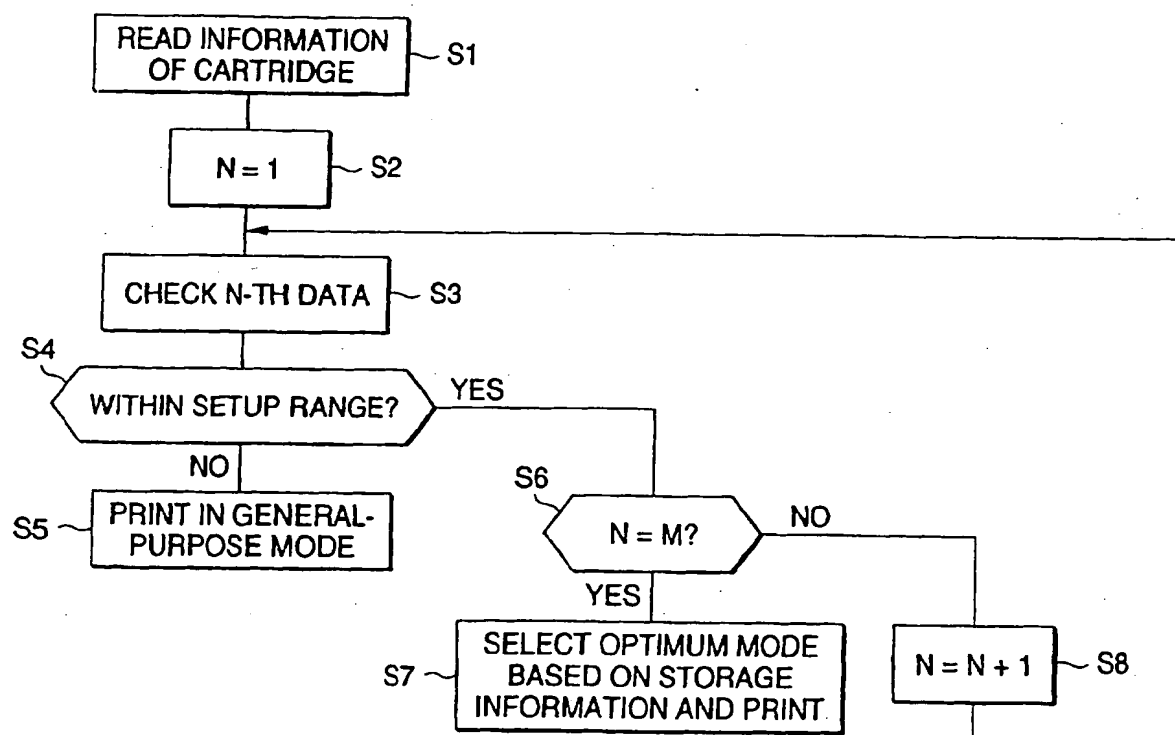 READ INFORMATION
OF CARTRIDGE
S1
N = 1
S2
CHECK N-TH DATA
S3
S4
WITHIN SETUP RANGE?
YES
NO
S5
PRINT IN GENERAL-
PURPOSE MODE
S6
N = M?
NO
YES
S7
SELECT OPTIMUM MODE
BASED ON STORAGE
INFORMATION AND PRINT
N = N + 1
S8